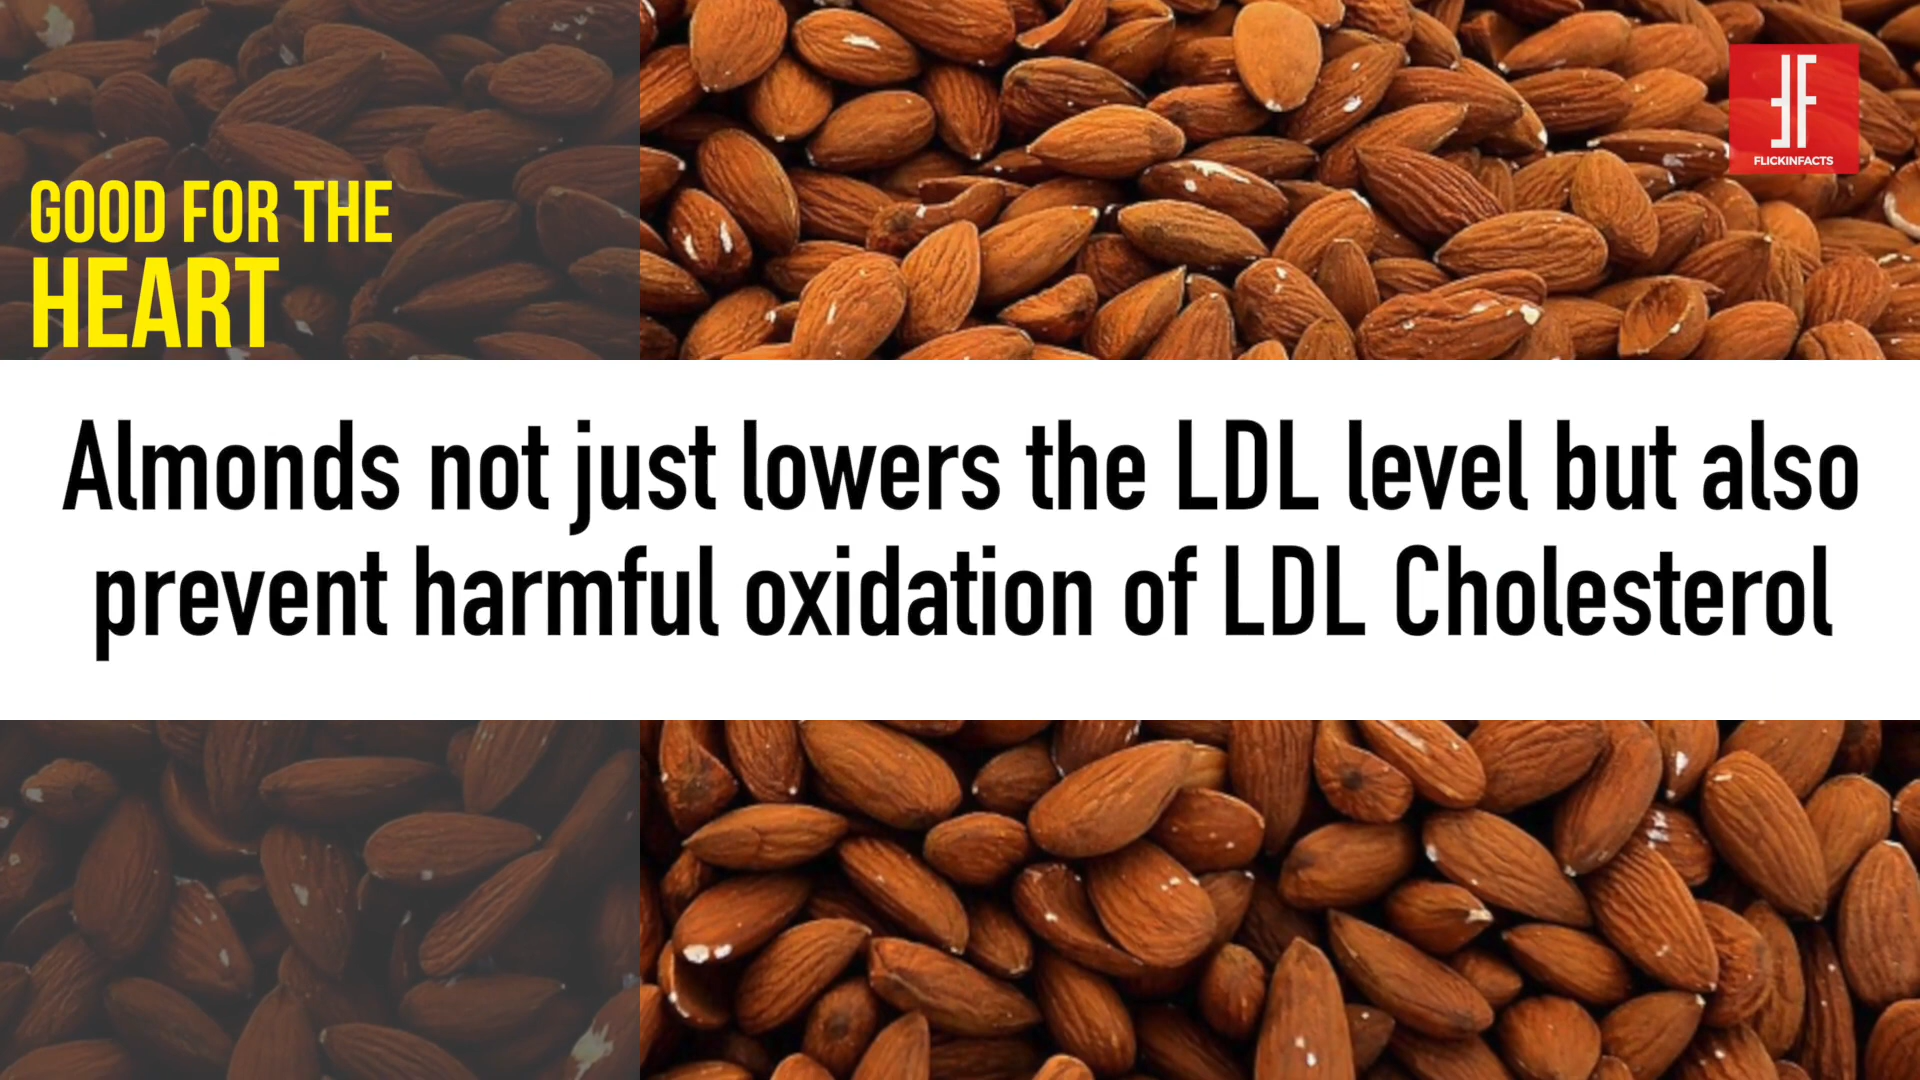 GOOD FOR THE
HEART
FLICKINFACTS
Almonds not just lowers the LDL level but also
prevent harmful oxidation of LDL Cholesterol